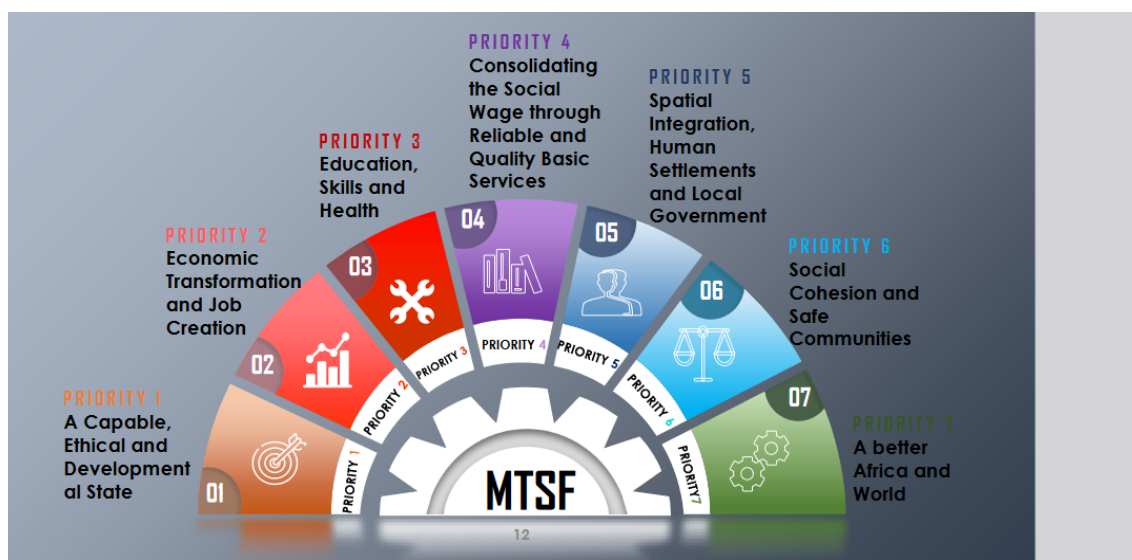 PRIORITY 1
A Capable,
Ethical and
Development
al State
PRIORITY 2
Economic
Transformation
and Job
Creation
PRIORITY 3
Education,
Skills and
Health
PRIORITY 4
Consolidating
the Social
Wage through
Reliable and
Quality Basic
Services
PRIORITY 5
Spatial
Integration,
Human
Settlements
and Local
Government
PRIORITY 6
Social
Cohesion and
Safe
Communities
PRIORITY 7
A better
Africa and
World
01
02
03
04
05
06
07
PRIORITY 1
PRIORITY 2
PRIORITY 3
PRIORITY 4
PRIORITY 5
PRIORITY 6
PRIORITY7
MTSF
12